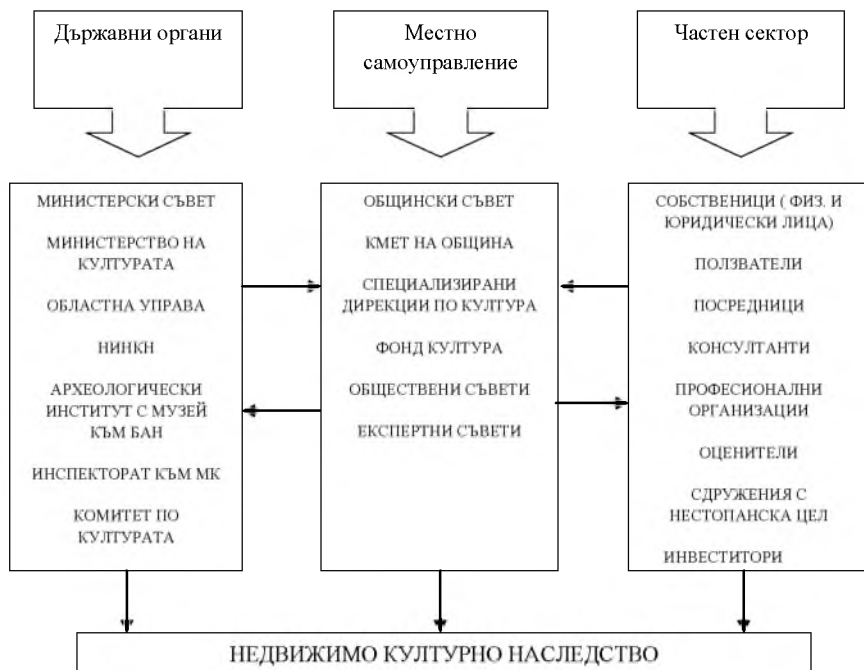 Държавни органи
Местно
самоуправление
Частен сектор
МИНИСТЕРСКИ СЪВЕТ
МИНИСТЕРСТВО НА
КУЛТУРАТА
ОБЛАСТНА УПРАВА
НИНКН
АРХЕОЛОГИЧЕСКИ
ИНСТИТУТ С МУЗЕЙ
КЪМ БАН
ИНСПЕКТОРАТ КЪМ МК
КОМИТЕТ ПО
КУЛТУРАТА
ОБЩИНСКИ СЪВЕТ
КМЕТ НА ОБЩИНА
СПЕЦИАЛИЗИРАНИ
ДИРЕКЦИИ ПО КУЛТУРА
ФОНД КУЛТУРА
ОБЩЕСТВЕНИ СЪВЕТИ
ЕКСПЕРТНИ СЪВЕТИ
СОБСТВЕНИЦИ ( ФИЗ. И
ЮРИДИЧЕСКИ ЛИЦА)
ПОЛЗВАТЕЛИ
ПОСРЕДНИЦИ
КОНСУЛТАНТИ
ПРОФЕСИОНАЛНИ
ОРГАНИЗАЦИИ
ОЦЕНИТЕЛИ
СДРУЖЕНИЯ С
НЕСТОПАНСКА ЦЕЛ
ИНВЕСТИТОРИ
НЕДВИЖИМО КУЛТУРНО НАСЛЕДСТВО